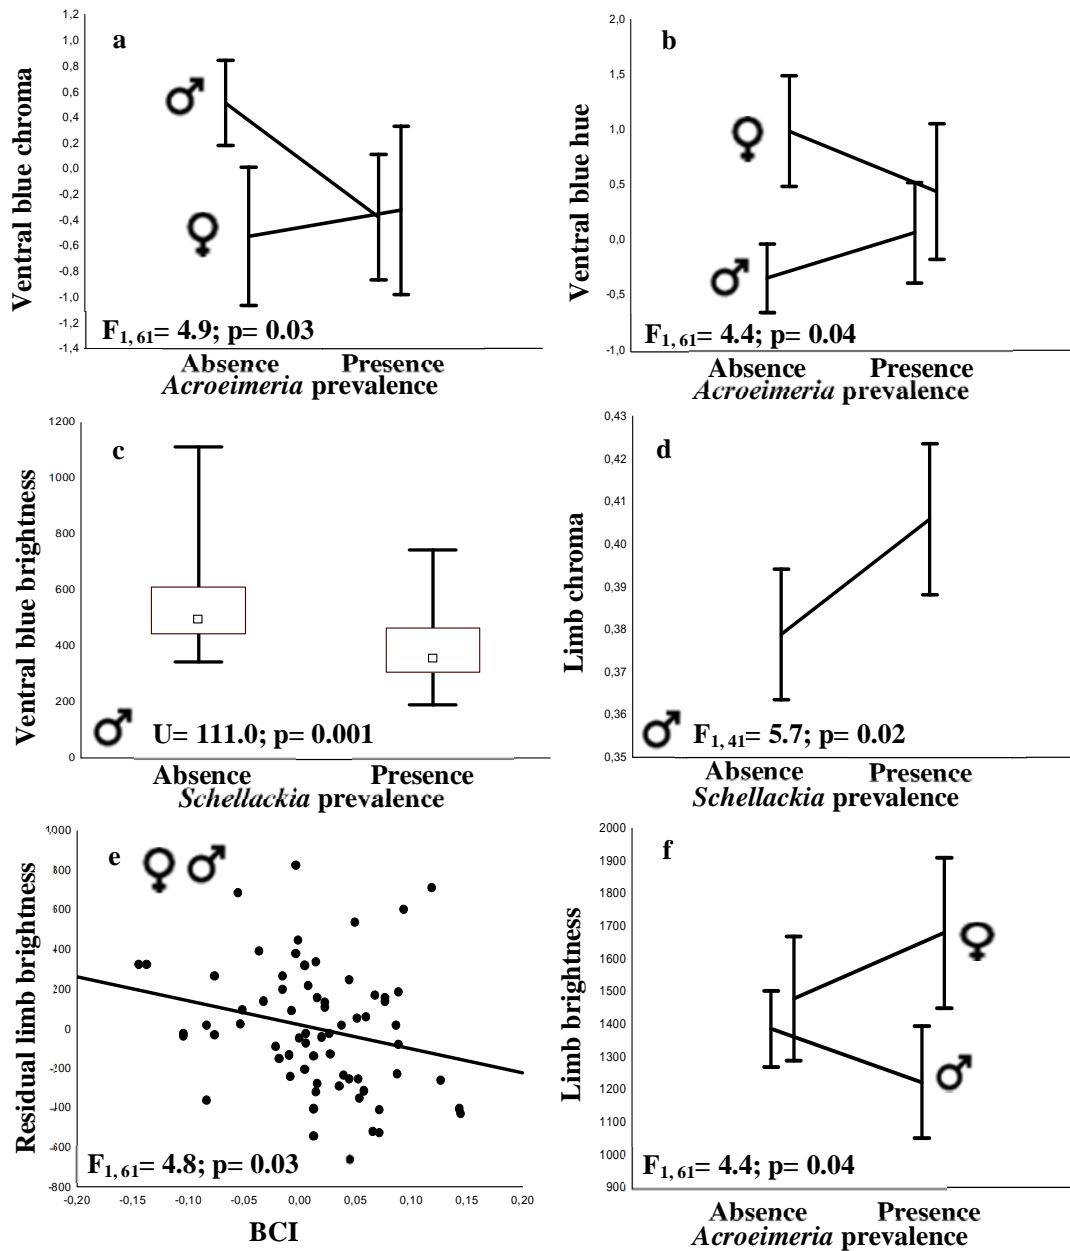 a
Ventral blue chroma
1,2
1,0
0,8
0,6
0,4
0,2
0,0
-0,2
-0,4
-0,6
-0,8
-1,0
-1,2
-1,4
F1, 61= 4.9; p= 0.03
Absence Presence
Acroeimeria prevalence
b
Ventral blue hue
2,0
1,5
1,0
0,5
0,0
-0,5
-1,0
F1, 61= 4.4; p= 0.04
Absence Presence
Acroeimeria prevalence
c
Ventral blue brightness
1200
1000
800
600
400
200
0
U= 111.0; p= 0.001
Absence Presence
Schellackia prevalence
d
Limb chroma
0,43
0,42
0,41
0,40
0,39
0,38
0,37
0,36
0,35
F1, 41= 5.7; p= 0.02
Absence Presence
Schellackia prevalence
e
Residual limb brightness
1000
800
600
400
200
0
-200
-400
-600
-800
F1, 61= 4.8; p= 0.03
-0,20 -0,15 -0,10 -0,05 0,00 0,05 0,10 0,15 0,20
BCI
f
Limb brightness
2000
1900
1800
1700
1600
1500
1400
1300
1200
1100
1000
900
F1, 61= 4.4; p= 0.04
Absence Presence
Acroeimeria prevalence